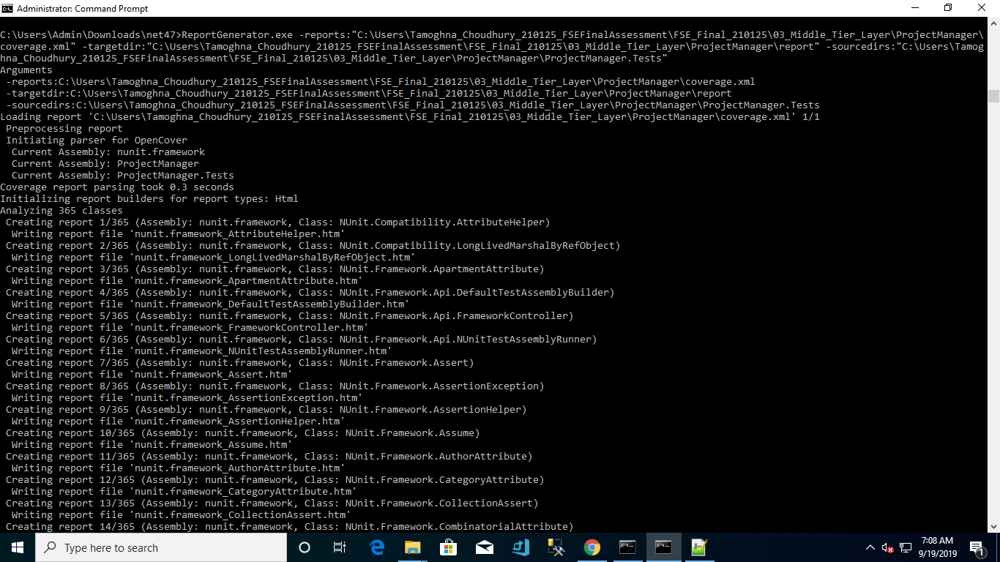 Administrator: Command Prompt
C:\Users\Admin\Downloads\net47>ReportGenerator.exe -reports:"C:\Users\Tamoghna_Choudhury_210125_FSEFinalAssessment\FSE_Final_210125\03_Middle_Tier_Layer\ProjectManager\
coverage.xml" -targetdir:"C:\Users\Tamoghna_Choudhury_210125_FSEFinalAssessment\FSE_Final_210125\03_Middle_Tier_Layer\ProjectManager\report" -sourcedirs:"C:\Users\Tamog
hna_Choudhury_210125_FSEFinalAssessment\FSE_Final_210125\03_Middle_Tier_Layer\ProjectManager\ProjectManager.Tests"
Arguments
-reports:C:\Users\Tamoghna_Choudhury_210125_FSEFinalAssessment\FSE_Final_210125\03_Middle_Tier_Layer\ProjectManager\coverage.xml
-targetdir:C:\Users\Tamoghna_Choudhury_210125_FSEFinalAssessment\FSE_Final_210125\03_Middle_Tier_Layer\ProjectManager\report
-sourcedirs:C:\Users\Tamoghna_Choudhury_210125_FSEFinalAssessment\FSE_Final_210125\03_Middle_Tier_Layer\ProjectManager\ProjectManager.Tests
Loading report 'C:\Users\Tamoghna_Choudhury_210125_FSEFinalAssessment\FSE_Final_210125\03_Middle_Tier_Layer\ProjectManager\coverage.xml' 1/1
Preprocessing report
Initiating parser for OpenCover
Current Assembly: nunit.framework
Current Assembly: ProjectManager
Current Assembly: ProjectManager.Tests
Coverage report parsing took 0.3 seconds
Initializing report builders for report types: Html
Analyzing 365 classes
Creating report 1/365 (Assembly: nunit.framework, Class: NUnit.Compatibility.AttributeHelper)
Writing report file 'nunit.framework_AttributeHelper.htm'
Creating report 2/365 (Assembly: nunit.framework, Class: NUnit.Compatibility.LongLivedMarshalByRefObject)
Writing report file 'nunit.framework_LongLivedMarshalByRefObject.htm'
Creating report 3/365 (Assembly: nunit.framework, Class: NUnit.Framework.ApartmentAttribute)
Writing report file 'nunit.framework_ApartmentAttribute.htm'
Creating report 4/365 (Assembly: nunit.framework, Class: NUnit.Framework.Api.DefaultTestAssemblyBuilder)
Writing report file 'nunit.framework_DefaultTestAssemblyBuilder.htm'
Creating report 5/365 (Assembly: nunit.framework, Class: NUnit.Framework.Api.FrameworkController)
Writing report file 'nunit.framework_FrameworkController.htm'
Creating report 6/365 (Assembly: nunit.framework, Class: NUnit.Framework.Api.NUnitTestAssemblyRunner)
Writing report file 'nunit.framework_NUnitTestAssemblyRunner.htm'
Creating report 7/365 (Assembly: nunit.framework, Class: NUnit.Framework.Assert)
Writing report file 'nunit.framework_Assert.htm'
Creating report 8/365 (Assembly: nunit.framework, Class: NUnit.Framework.AssertionException)
Writing report file 'nunit.framework_AssertionException.htm'
Creating report 9/365 (Assembly: nunit.framework, Class: NUnit.Framework.AssertionHelper)
Writing report file 'nunit.framework_AssertionHelper.htm'
Creating report 10/365 (Assembly: nunit.framework, Class: NUnit.Framework.Assume)
Writing report file 'nunit.framework_Assume.htm'
Creating report 11/365 (Assembly: nunit.framework, Class: NUnit.Framework.AuthorAttribute)
Writing report file 'nunit.framework_AuthorAttribute.htm'
Creating report 12/365 (Assembly: nunit.framework, Class: NUnit.Framework.CategoryAttribute)
Writing report file 'nunit.framework_CategoryAttribute.htm'
Creating report 13/365 (Assembly: nunit.framework, Class: NUnit.Framework.CollectionAssert)
Writing report file 'nunit.framework_CollectionAssert.htm'
Creating report 14/365 (Assembly: nunit.framework, Class: NUnit.Framework.CombinatorialAttribute)
Type here to search
7:08 AM
9/19/2019
1